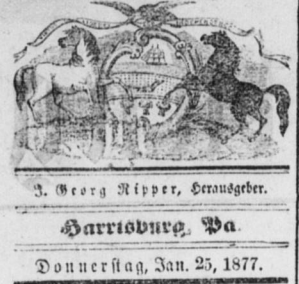 J. Georg Ripper, Herausgeber.
Harrisburg, Pa.
Donnerstag, Jan. 25, 1877.